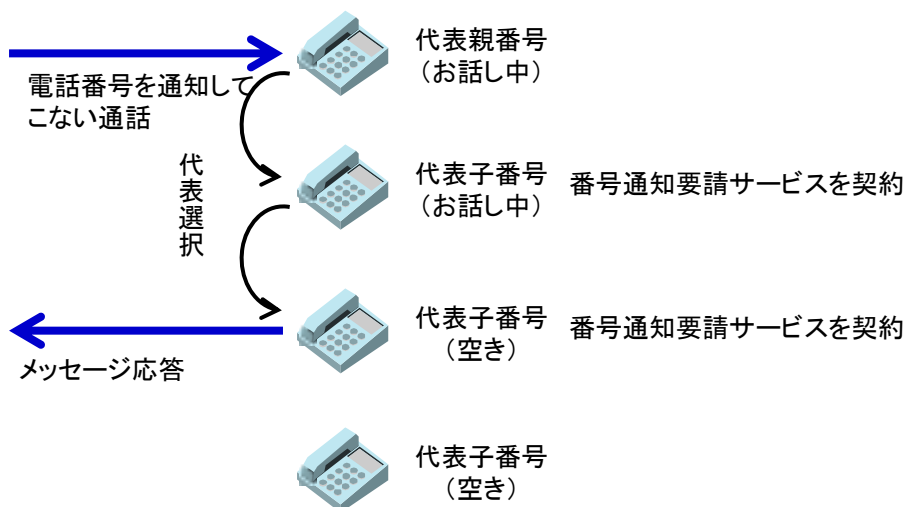 代表親番号
（お話し中）
電話番号を通知して
こない通話
代表選択
代表子番号
（お話し中）
番号通知要請サービスを契約
代表子番号
（空き）
番号通知要請サービスを契約
メッセージ応答
代表子番号
（空き）